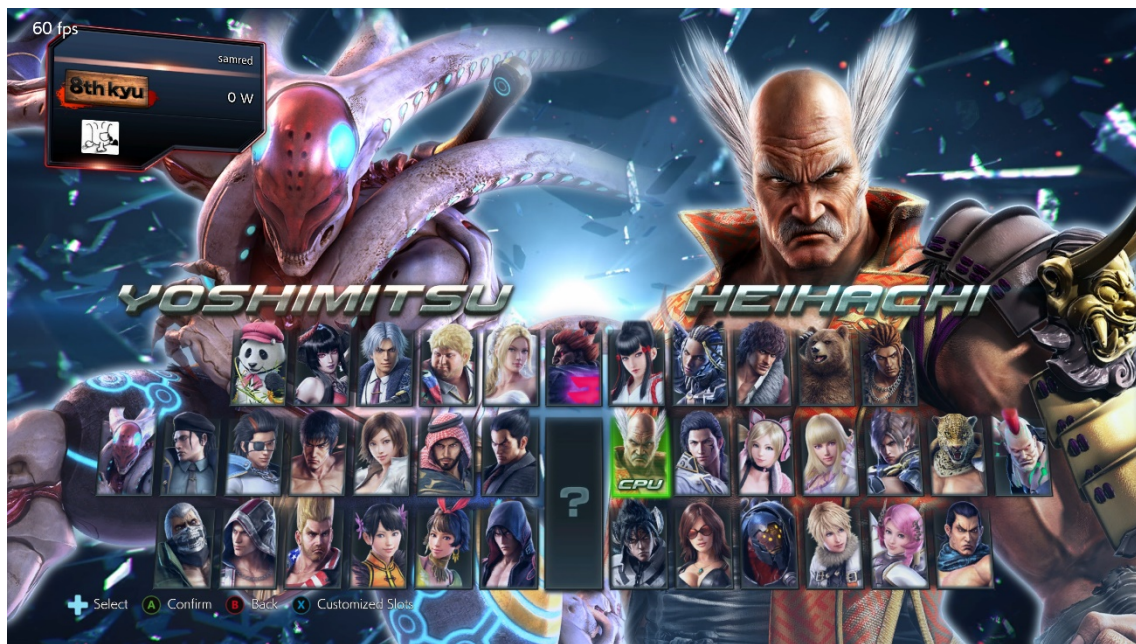 60 fps
samred
8th kyu
0 W
YOSHIMITSU
HEIHACHI
CPU
?
Select A Confirm B Back X Customized Slots